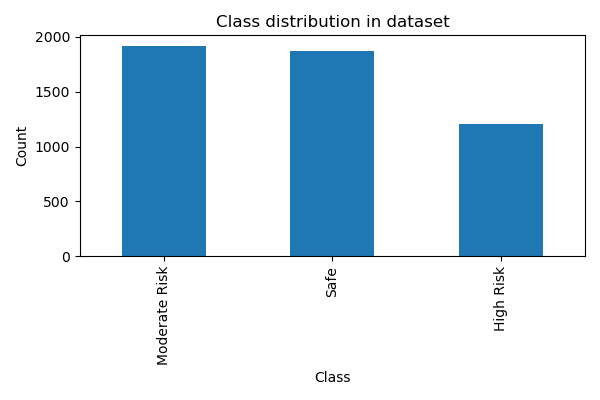 Class distribution in dataset
2000
1500
1000
500
0
Count
Moderate Risk
Safe
High Risk
Class